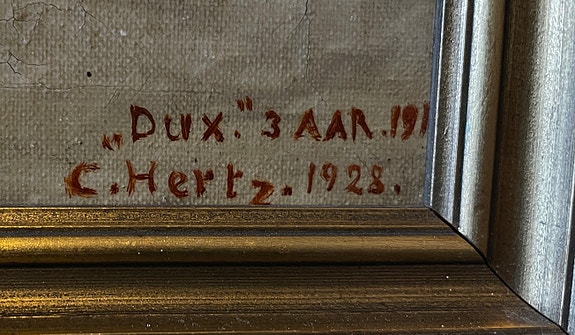 „Dux.“ 3 AAR. 191
C. Hertz. 1928.